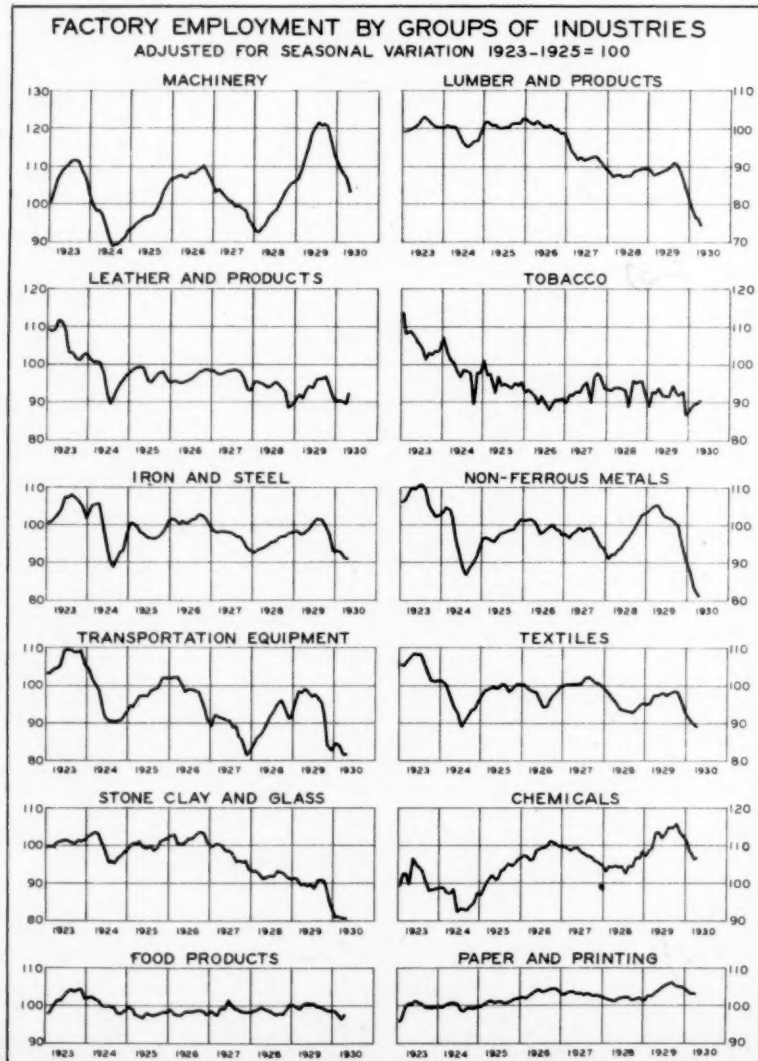 FACTORY EMPLOYMENT BY GROUPS OF INDUSTRIES
ADJUSTED FOR SEASONAL VARIATION 1923-1925=100
MACHINERY
LUMBER AND PRODUCTS
130
120
110
100
90
110
100
90
80
70
1923 1924 1925 1926 1927 1928 1929 1930
1923 1924 1925 1926 1927 1928 1929 1930
LEATHER AND PRODUCTS
TOBACCO
120
110
100
90
80
120
110
100
90
80
1923 1924 1925 1926 1927 1928 1929 1930
1923 1924 1925 1926 1927 1928 1929 1930
IRON AND STEEL
NON-FERROUS METALS
110
100
90
80
110
100
90
80
1923 1924 1925 1926 1927 1928 1929 1930
1923 1924 1925 1926 1927 1928 1929 1930
TRANSPORTATION EQUIPMENT
TEXTILES
110
100
90
80
110
100
90
80
1923 1924 1925 1926 1927 1928 1929 1930
1923 1924 1925 1926 1927 1928 1929 1930
STONE CLAY AND GLASS
CHEMICALS
110
100
90
80
120
110
100
90
1923 1924 1925 1926 1927 1928 1929 1930
1923 1924 1925 1926 1927 1928 1929 1930
FOOD PRODUCTS
PAPER AND PRINTING
110
100
90
110
100
90
1923 1924 1925 1926 1927 1928 1929 1930
1923 1924 1925 1926 1927 1928 1929 1930